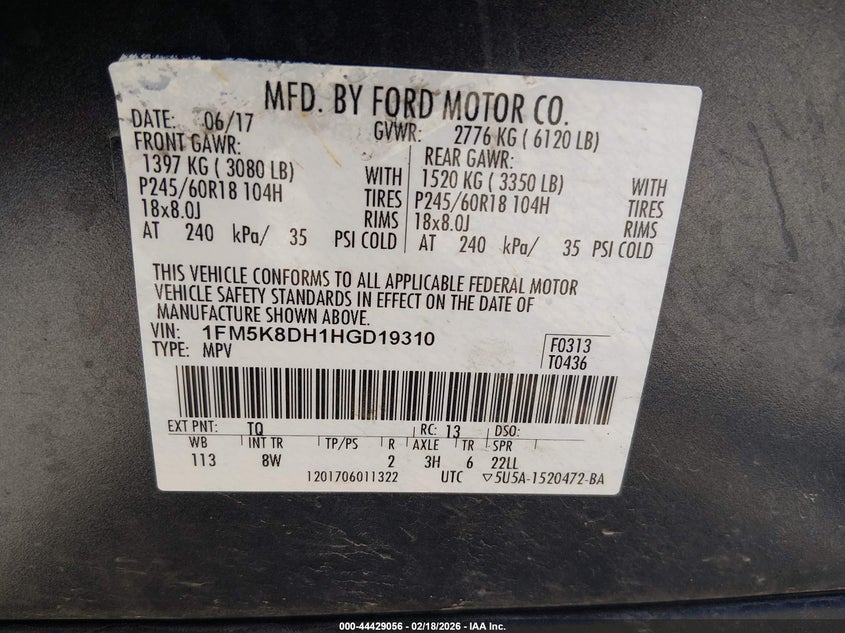 MFD. BY FORD MOTOR CO.
DATE: 06/17 GVWR: 2776 KG ( 6120 LB)
FRONT GAWR: REAR GAWR:
1397 KG ( 3080 LB) WITH 1520 KG ( 3350 LB) WITH
P245/60R18 104H TIRES P245/60R18 104H TIRES
18x8.0J RIMS 18x8.0J RIMS
AT 240 kPa/ 35 PSI COLD AT 240 kPa/ 35 PSI COLD
THIS VEHICLE CONFORMS TO ALL APPLICABLE FEDERAL MOTOR
VEHICLE SAFETY STANDARDS IN EFFECT ON THE DATE OF
MANUFACTURE SHOWN ABOVE.
VIN: 1FM5K8DH1HGD19310 F0313
TYPE: MPV T0436
EXT PNT: TQ RC: 13 DSO:
WB INT TR TP/PS R AXLE TR SPR
113 8W 2 3H 6 22LL
1201706011322 UTC ▽5U5A-1520472-BA
000-44429056 - 02/18/2026 - IAA Inc.